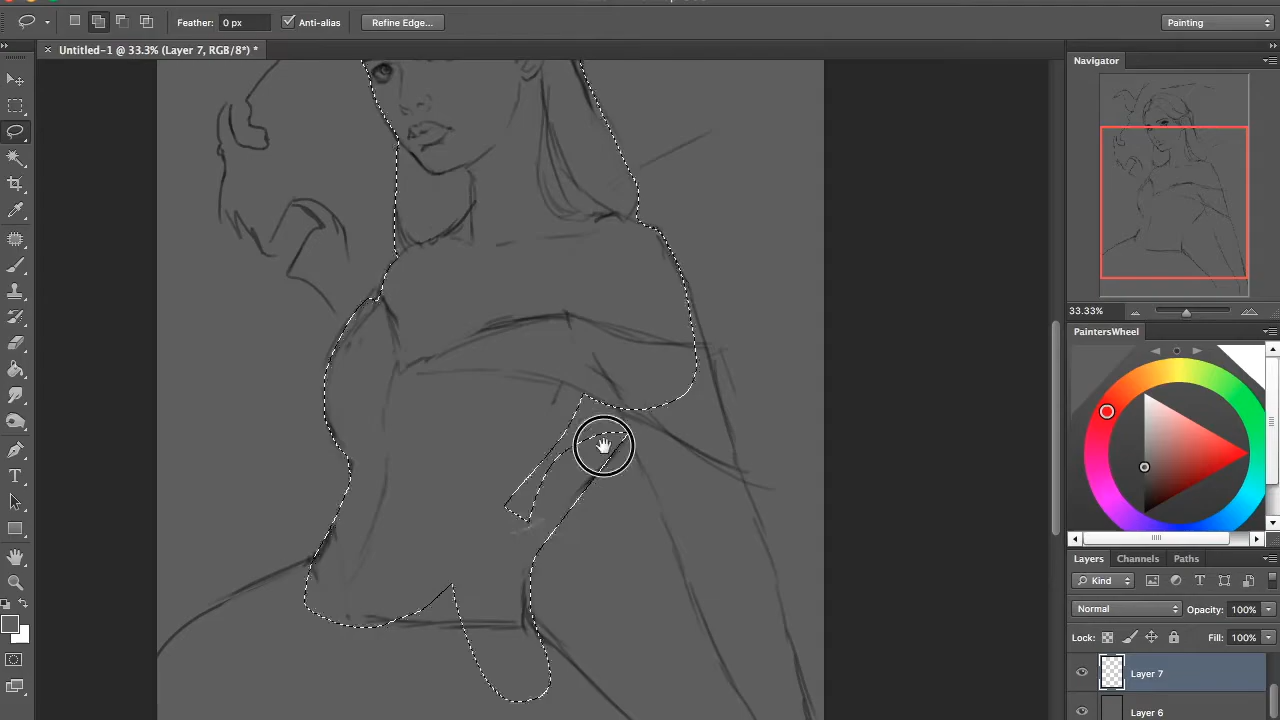 Feather: 0 px Anti-alias Refine Edge... Painting
Untitled-1 @ 33.3% (Layer 7, RGB/8*) *
Navigator
33.33%
PaintersWheel
Layers Channels Paths
Kind
Normal Opacity: 100%
Lock: Fill: 100%
Layer 7
Layer 6